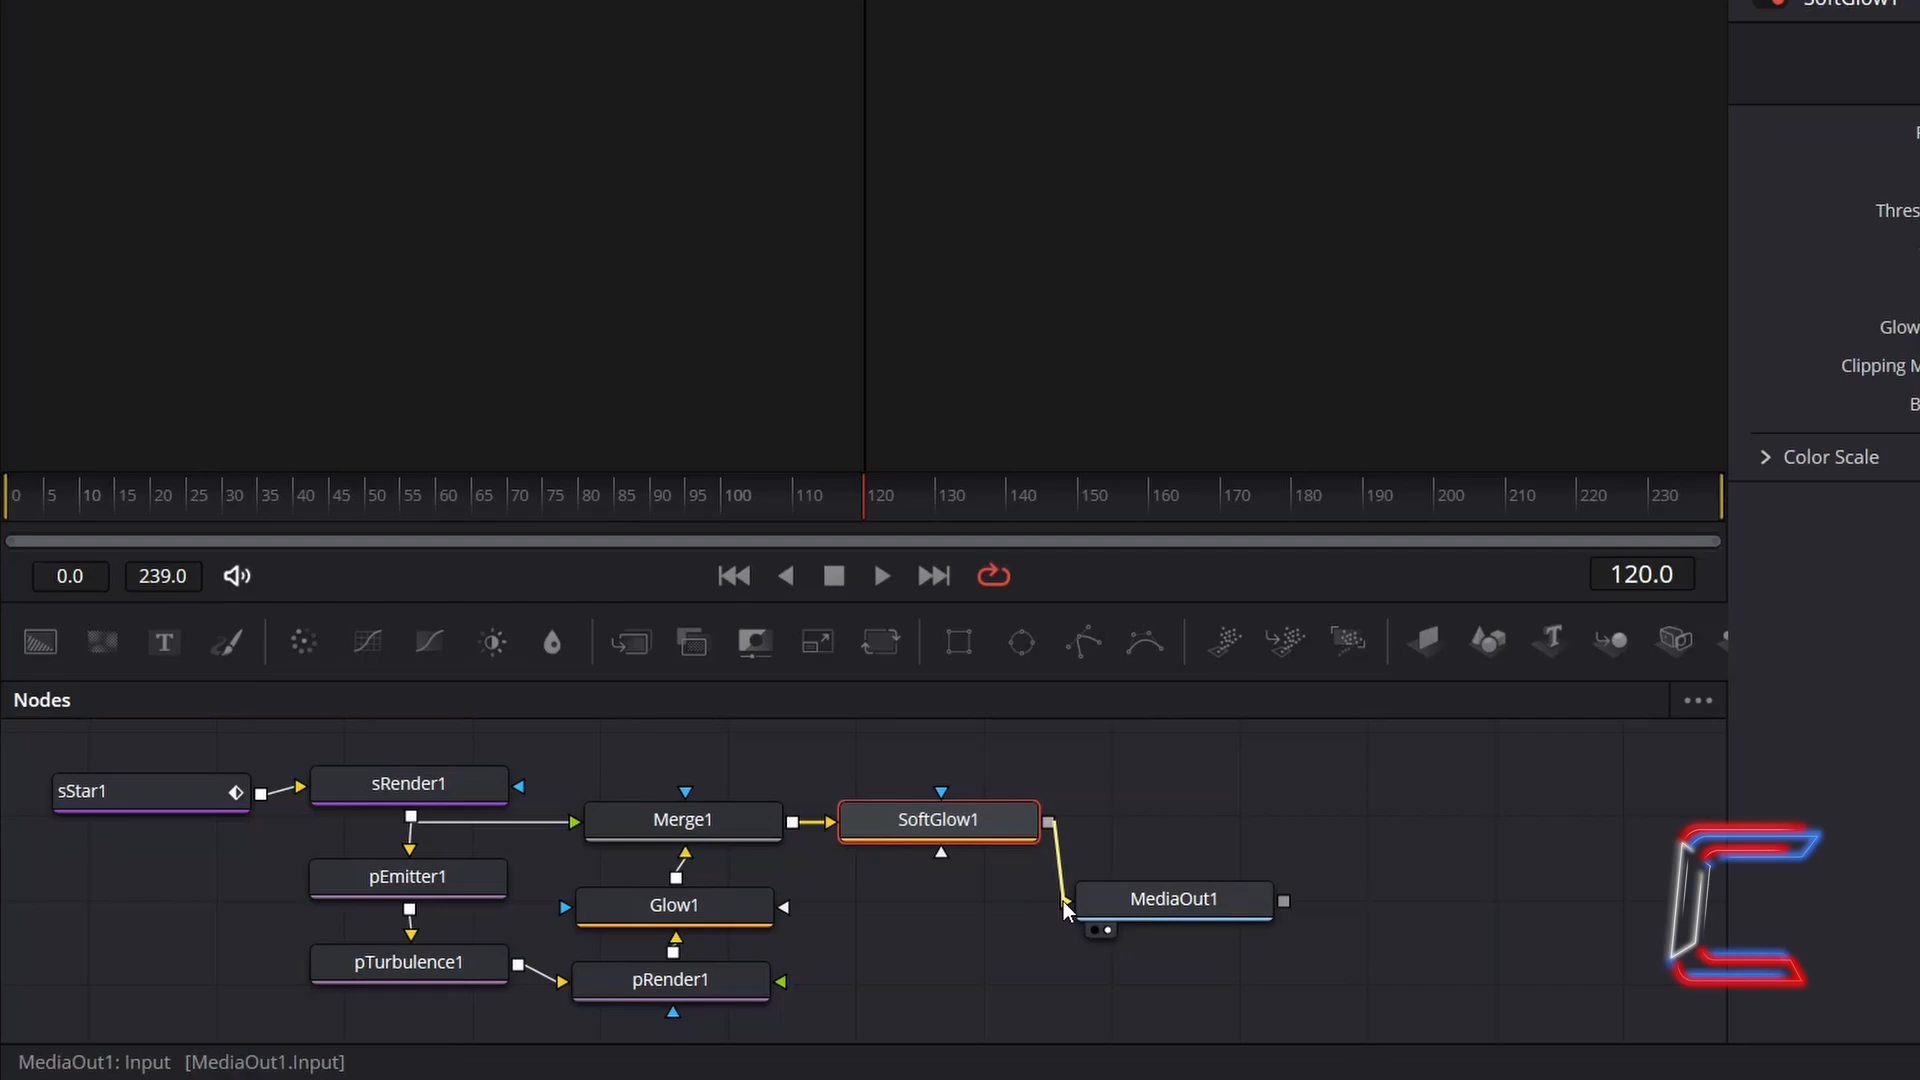 SoftGlow1
Thres
Glow
Clipping M
B
Color Scale
0 5 10 15 20 25 30 35 40 45 50 55 60 65 70 75 80 85 90 95 100 110 120 130 140 150 160 170 180 190 200 210 220 230
0.0 239.0 120.0
T
Nodes
sStar1
sRender1
Merge1
SoftGlow1
pEmitter1
Glow1
MediaOut1
pTurbulence1
pRender1
MediaOut1: Input [MediaOut1.Input]